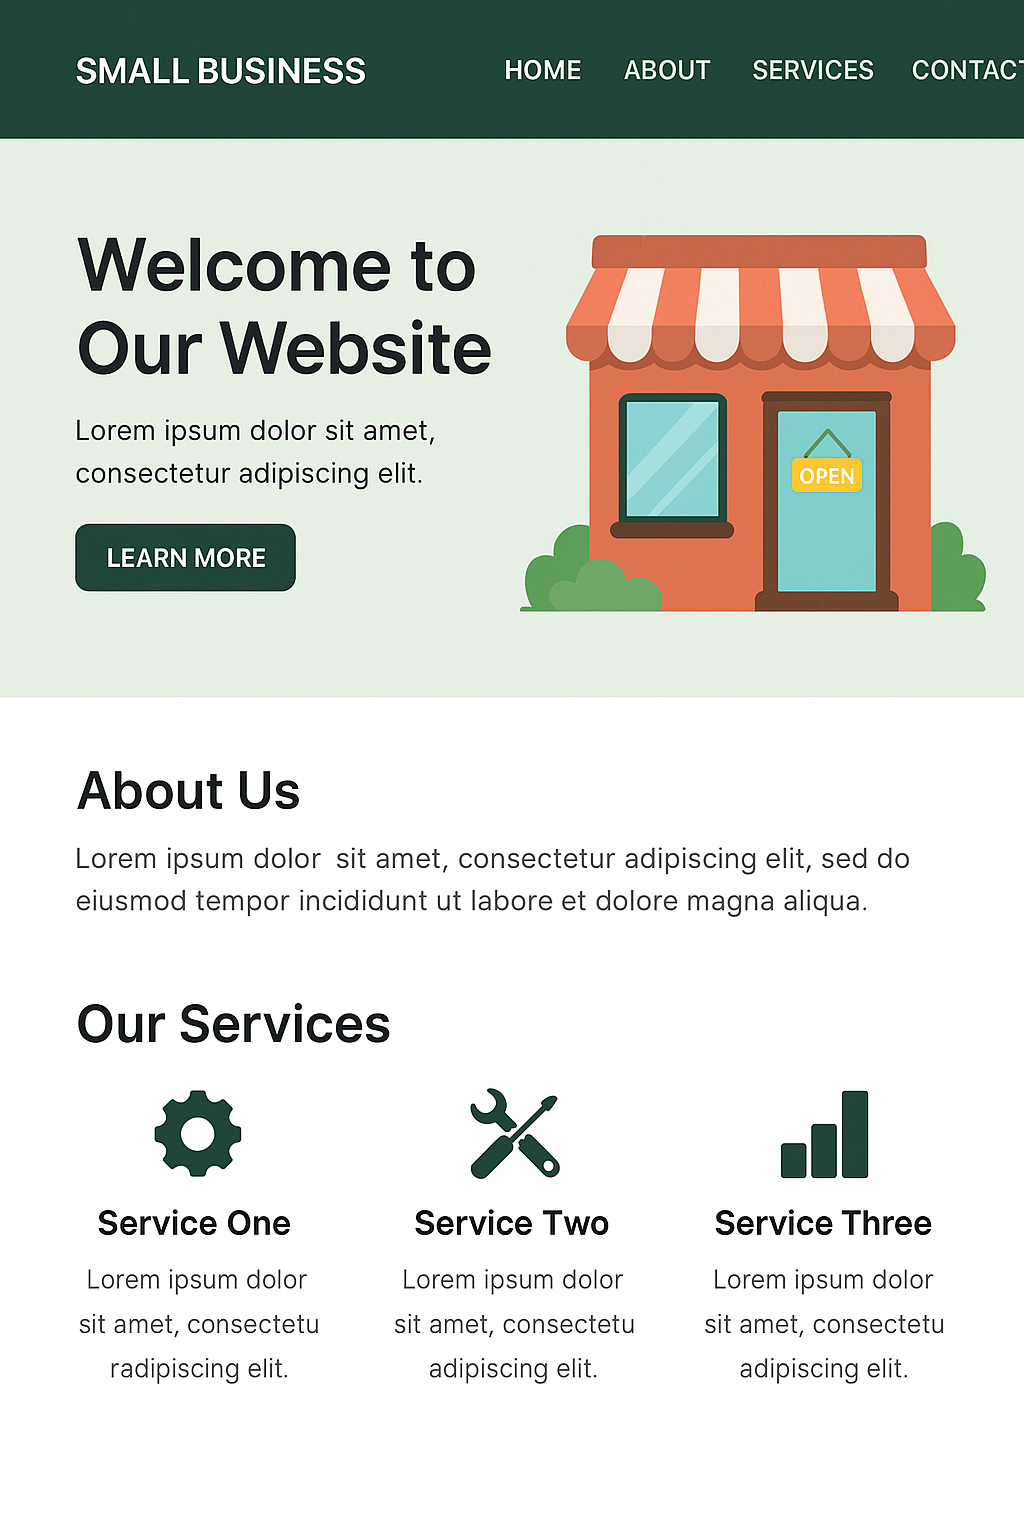 SMALL BUSINESS
HOME ABOUT SERVICES CONTACT
Welcome to
Our Website
Lorem ipsum dolor sit amet,
consectetur adipiscing elit.
LEARN MORE
OPEN
About Us
Lorem ipsum dolor sit amet, consectetur adipiscing elit, sed do
eiusmod tempor incididunt ut labore et dolore magna aliqua.
Our Services
Service One
Lorem ipsum dolor
sit amet, consectetu
radipiscing elit.
Service Two
Lorem ipsum dolor
sit amet, consectetu
adipiscing elit.
Service Three
Lorem ipsum dolor
sit amet, consectetu
adipiscing elit.